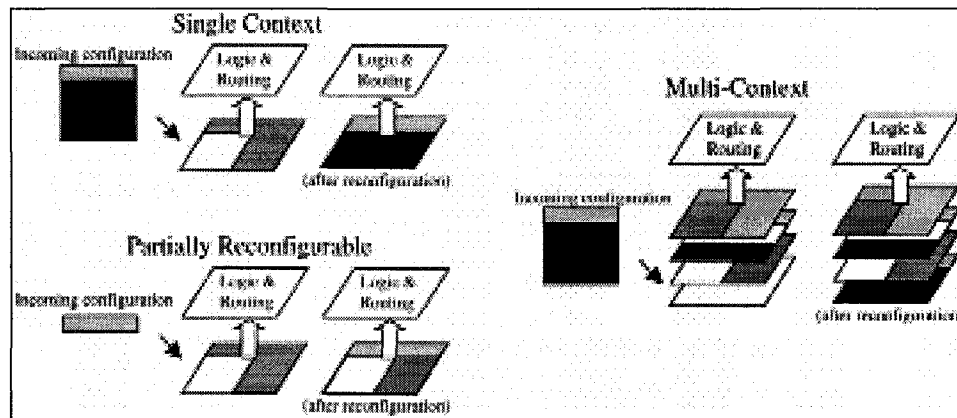 Single Context
Incoming configuration
Logic &
Routing
Logic &
Routing
(after reconfiguration)
Partially Reconfigurable
Incoming configuration
Logic &
Routing
Logic &
Routing
(after reconfiguration)
Multi-Context
Incoming configuration
Logic &
Routing
Logic &
Routing
(after reconfiguration)